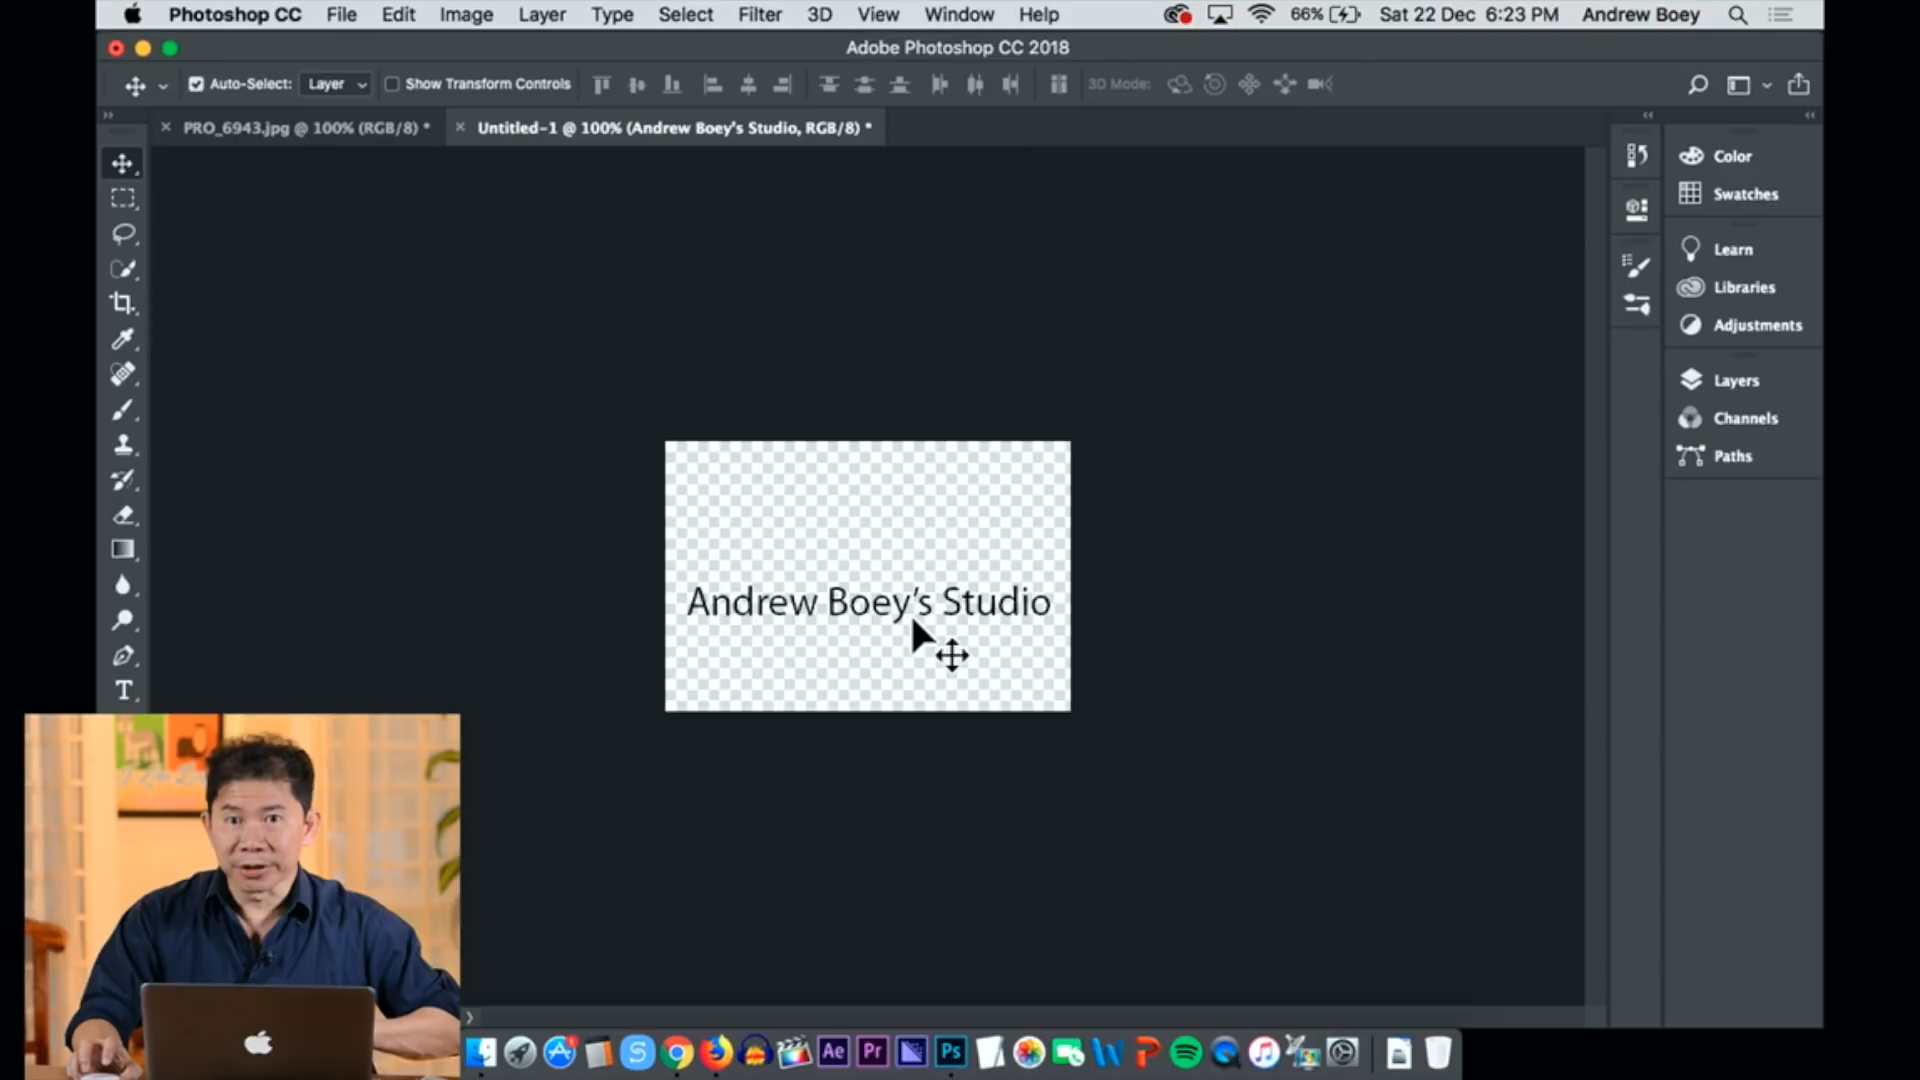 Photoshop CC File Edit Image Layer Type Select Filter 3D View Window Help 66% Sat 22 Dec 6:23 PM Andrew Boey
Adobe Photoshop CC 2018
Auto-Select: Layer Show Transform Controls 3D Mode:
PRO_6943.jpg @ 100% (RGB/8) * Untitled-1 @ 100% (Andrew Boey's Studio, RGB/8) *
Color
Swatches
Learn
Libraries
Adjustments
Layers
Channels
Paths
Andrew Boey's Studio
T
Ae Pr Ps